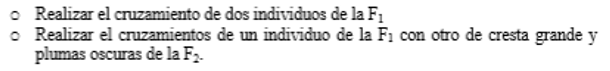 ○ Realizar el cruzamiento de dos individuos de la F₁
○ Realizar el cruzamientos de un individuo de la F₁ con otro de cresta grande y
plumas oscuras de la F₂.